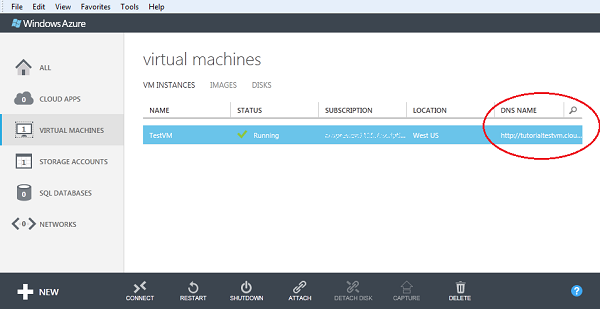 File Edit View Favorites Tools Help
Windows Azure
ALL
0 CLOUD APPS
1 VIRTUAL MACHINES
1 STORAGE ACCOUNTS
0 SQL DATABASES
0 NETWORKS
virtual machines
VM INSTANCES IMAGES DISKS
NAME STATUS SUBSCRIPTION LOCATION DNS NAME
TestVM Running West US http://tutorialtestvm.clou...
NEW CONNECT RESTART SHUTDOWN ATTACH DETACH DISK CAPTURE DELETE ?